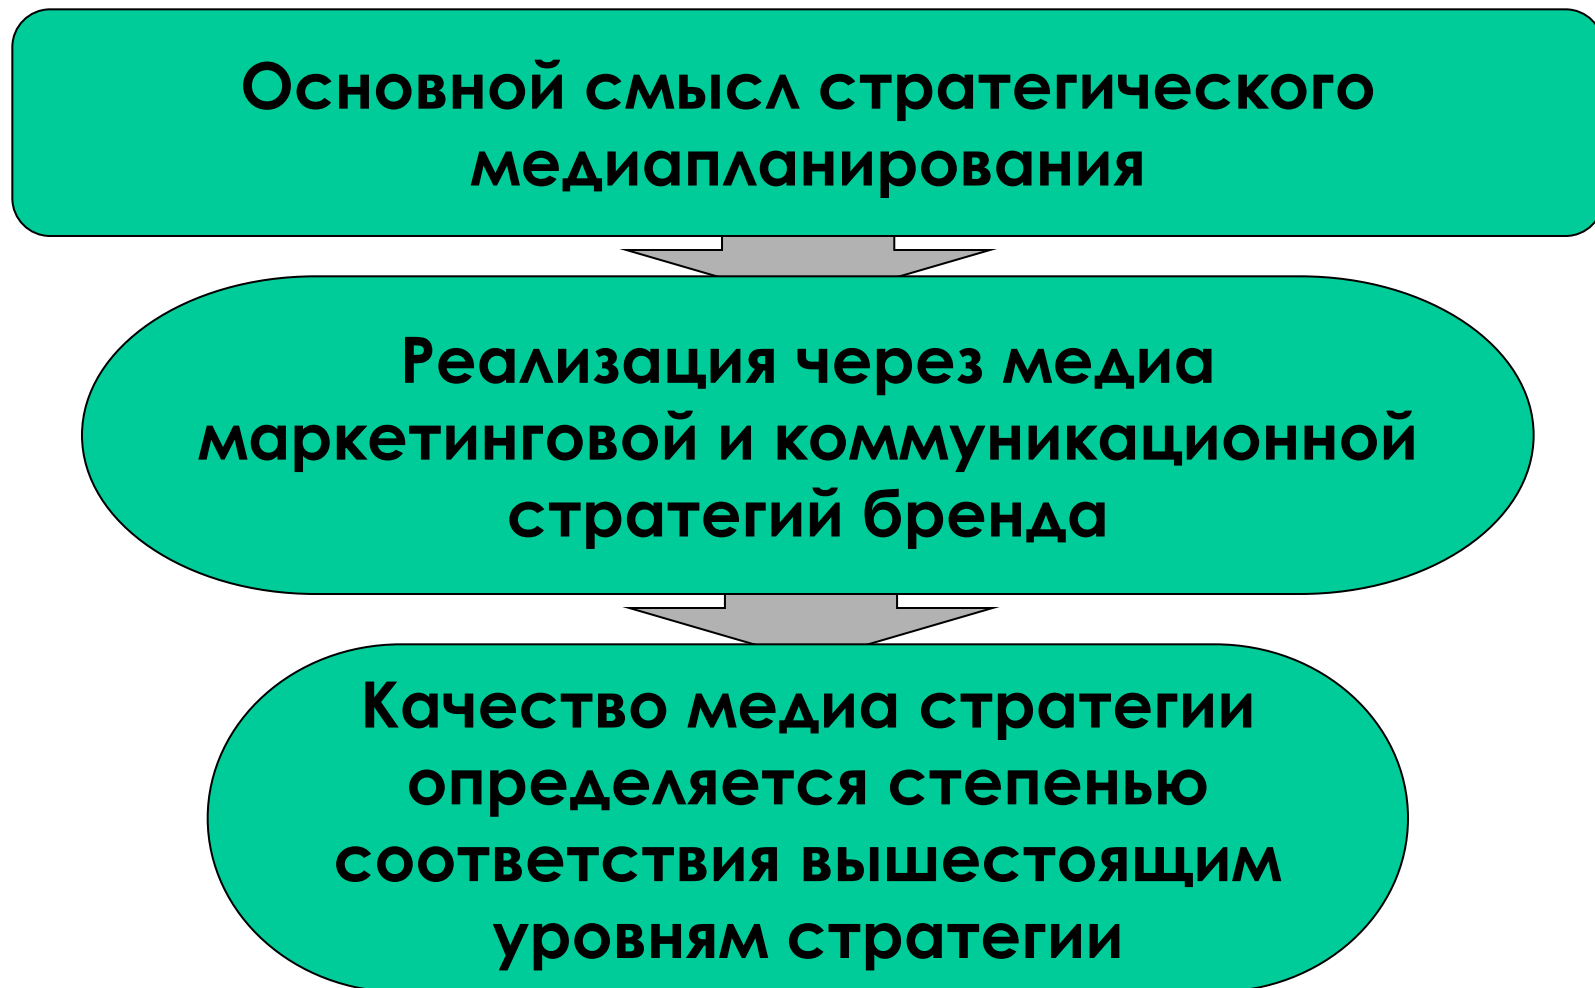 Основной смысл стратегического
медиапланирования
Реализация через медиа
маркетинговой и коммуникационной
стратегий бренда
Качество медиа стратегии
определяется степенью
соответствия вышестоящим
уровням стратегии